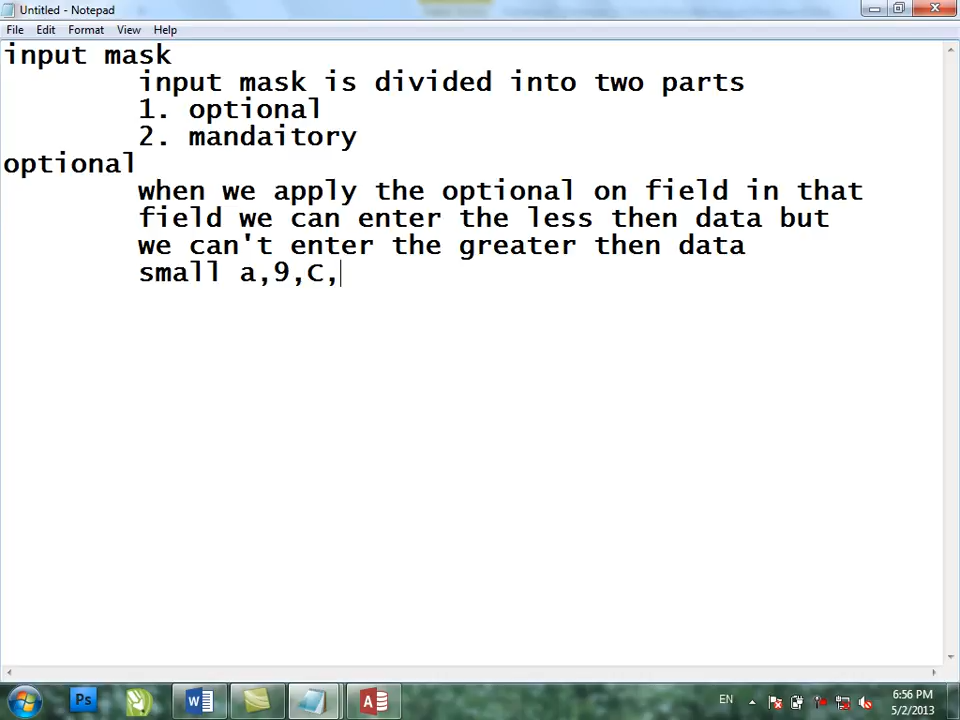 Untitled - Notepad
File Edit Format View Help
input mask
input mask is divided into two parts
1. optional
2. mandaitory
optional
when we apply the optional on field in that
field we can enter the less then data but
we can't enter the greater then data
small a,9,C,
EN
6:56 PM
5/2/2013